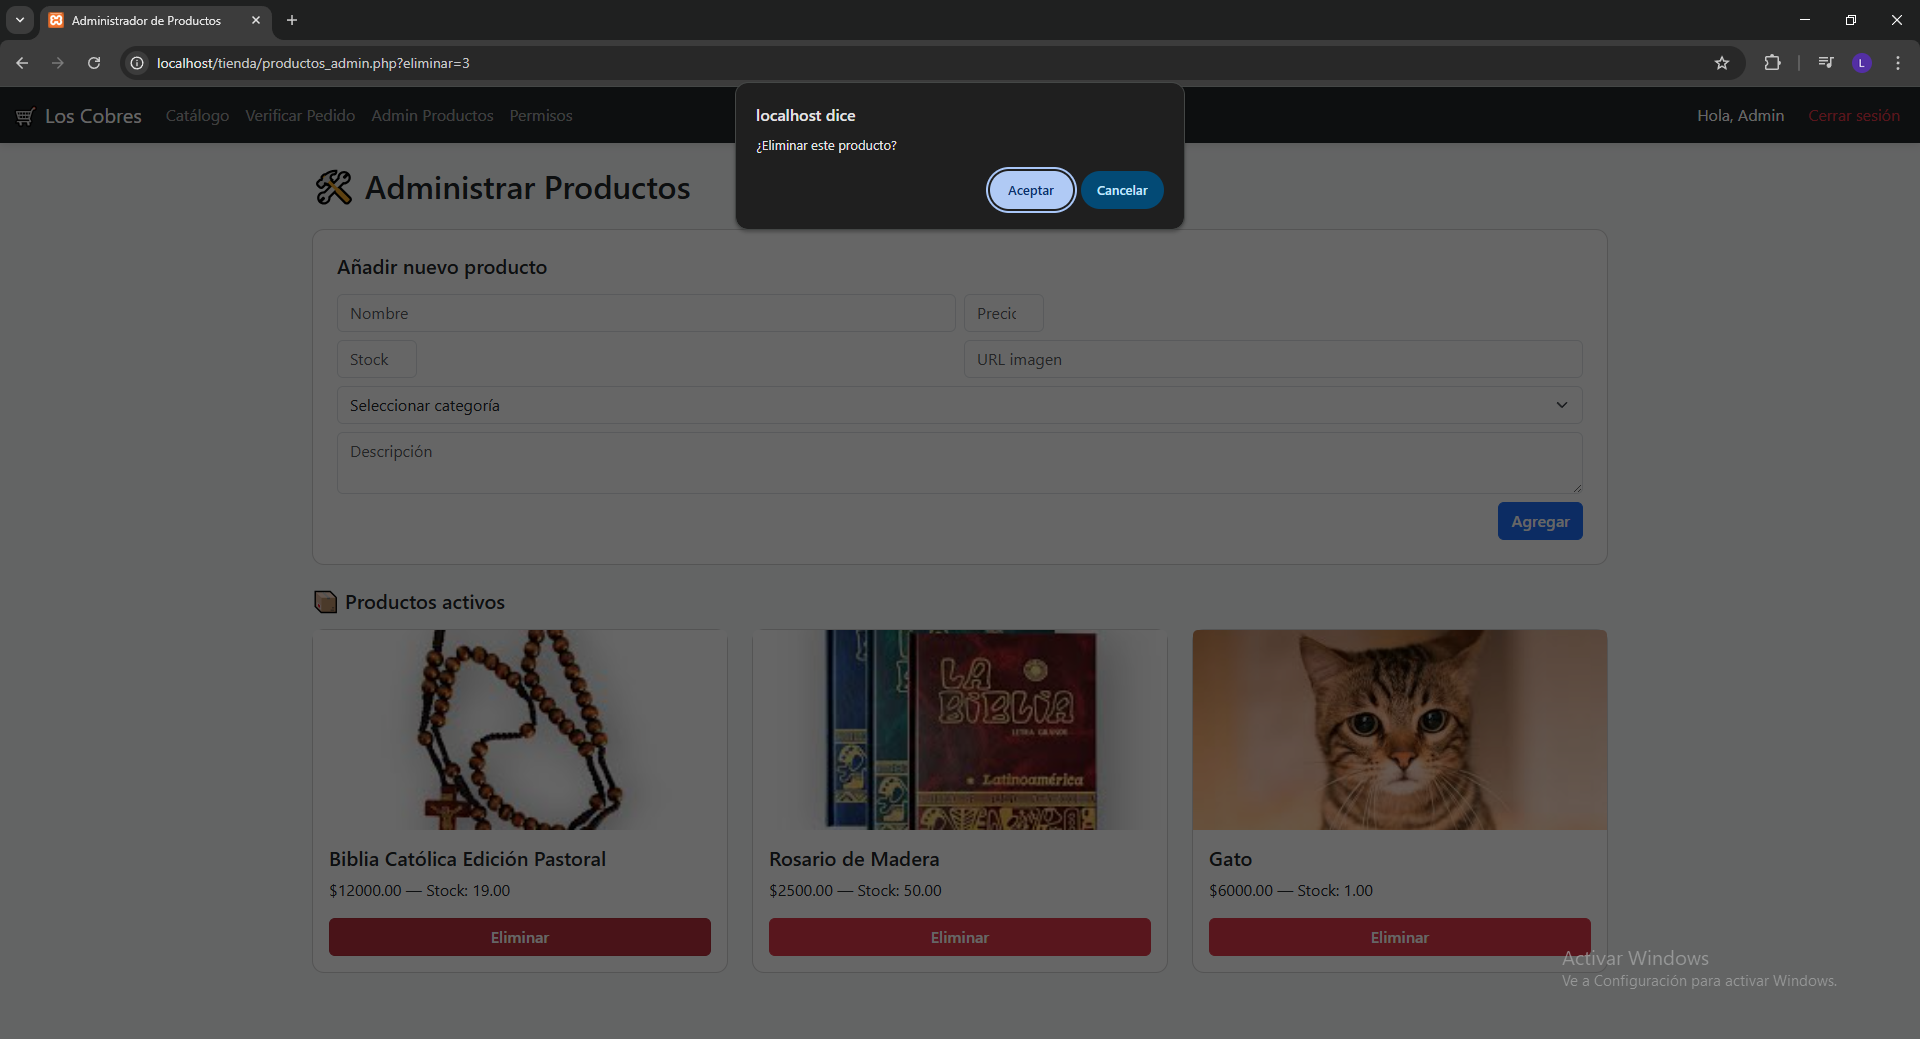 Administrador de Productos
localhost/tienda/productos_admin.php?eliminar=3
L
Los Cobres Catálogo Verificar Pedido Admin Productos Permisos Hola, Admin Cerrar sesión
localhost dice
¿Eliminar este producto?
Aceptar Cancelar
Administrar Productos
Añadir nuevo producto
Nombre Precio
Stock URL imagen
Seleccionar categoría
Descripción
Agregar
Productos activos
LA
BIBLIA
LETRA GRANDE
Latinoamérica
Biblia Católica Edición Pastoral
$12000.00 — Stock: 19.00
Eliminar
Rosario de Madera
$2500.00 — Stock: 50.00
Eliminar
Gato
$6000.00 — Stock: 1.00
Eliminar
Activar Windows
Ve a Configuración para activar Windows.